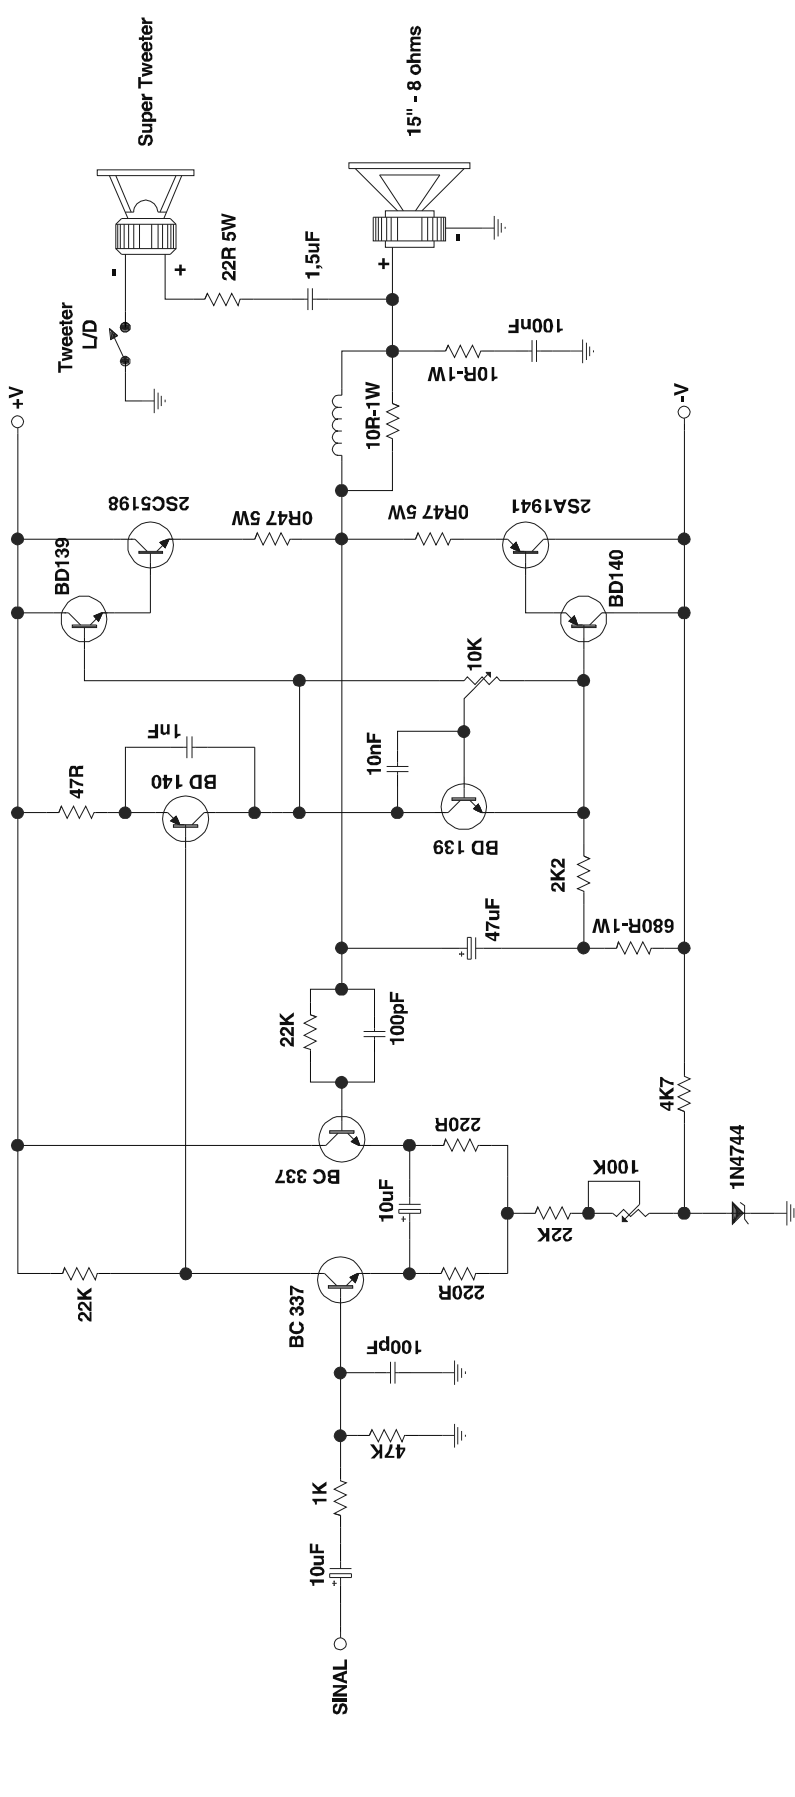 Super Tweeter
15" - 8 ohms
22R 5W
1,5uF
-
+
-
+
Tweeter
L/D
100nF
10R-1W
+V
10R-1W
-V
2SC5198
0R47 5W
0R47 5W
2SA1941
BD139
BD140
10K
1nF
47R
10nF
BD 140
BD 139
2K2
47uF
680R-1W
+
22K
100pF
4K7
220R
1N4744
BC 337
100K
10uF
+
22K
22K
220R
BC 337
100pF
47K
1K
10uF
+
SINAL